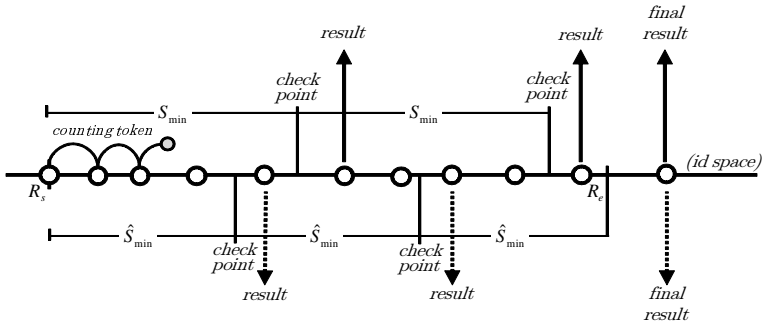 final
result
result
result
check
point
check
point
S_min
S_min
counting token
(id space)
R_s
R_e
Ŝ_min
Ŝ_min
Ŝ_min
check
point
check
point
result
result
final
result